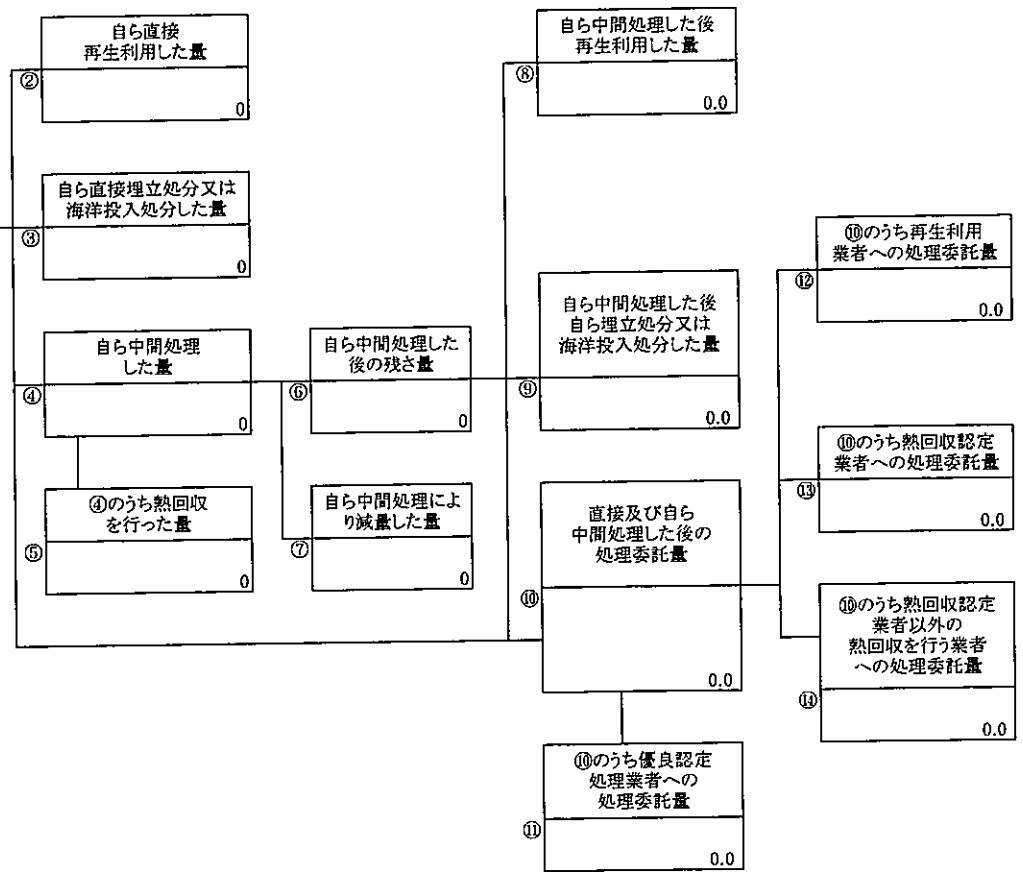 自ら直接
再生利用した量
②
0
自ら直接埋立処分又は
海洋投入処分した量
③
0
自ら中間処理
した量
④
0
④のうち熱回収
を行った量
⑤
0
自ら中間処理した
後の残さ量
⑥
0
自ら中間処理によ
り減量した量
⑦
0
自ら中間処理した後
再生利用した量
⑧
0.0
自ら中間処理した後
自ら埋立処分又は
海洋投入処分した量
⑨
0.0
直接及び自ら
中間処理した後の
処理委託量
⑩
0.0
⑩のうち優良認定
処理業者への
処理委託量
⑪
0.0
⑩のうち再生利用
業者への処理委託量
⑫
0.0
⑩のうち熱回収認定
業者への処理委託量
⑬
0.0
⑩のうち熱回収認定
業者以外の
熱回収を行う業者
への処理委託量
⑭
0.0